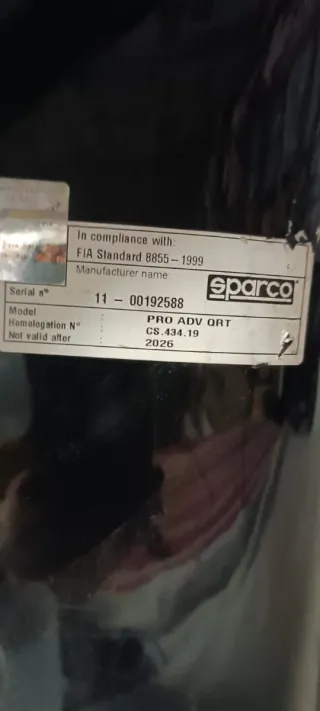 In compliance with:
FIA Standard 8855-1999
Manufacturer name
sparco
Serial n°
11 - 00192588
Model : PRO ADV QRT
Homologation N° : CS.434.19
Not valid after : 2026